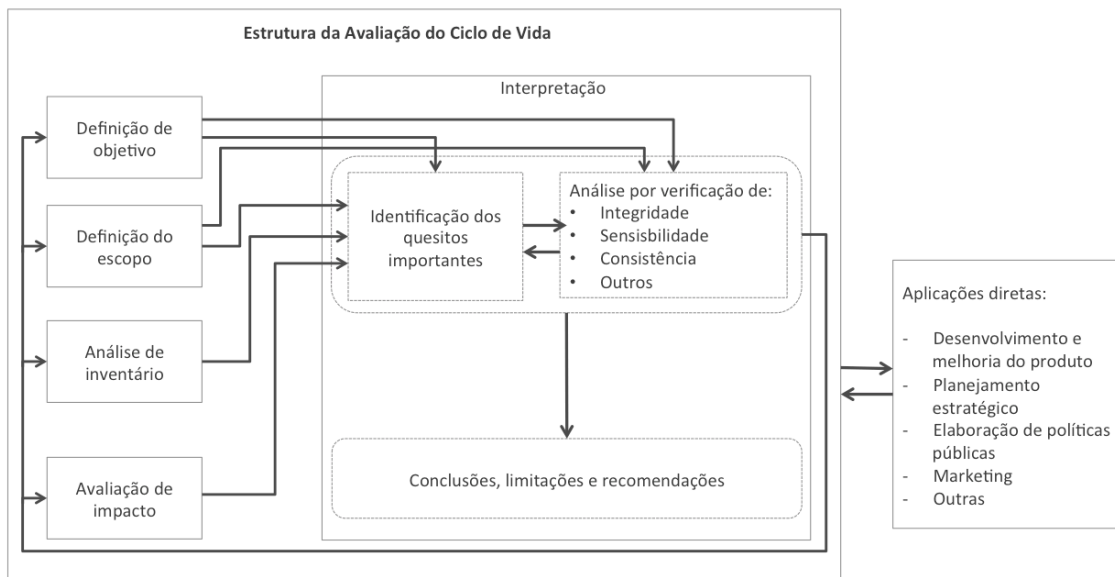 Estrutura da Avaliação do Ciclo de Vida
Interpretação
Definição de
objetivo
Definição do
escopo
Análise de
inventário
Avaliação de
impacto
Identificação dos
quesitos
importantes
Análise por verificação de:
• Integridade
• Sensisbilidade
• Consistência
• Outros
Conclusões, limitações e recomendações
Aplicações diretas:
- Desenvolvimento e
melhoria do produto
- Planejamento
estratégico
- Elaboração de políticas
públicas
- Marketing
- Outras